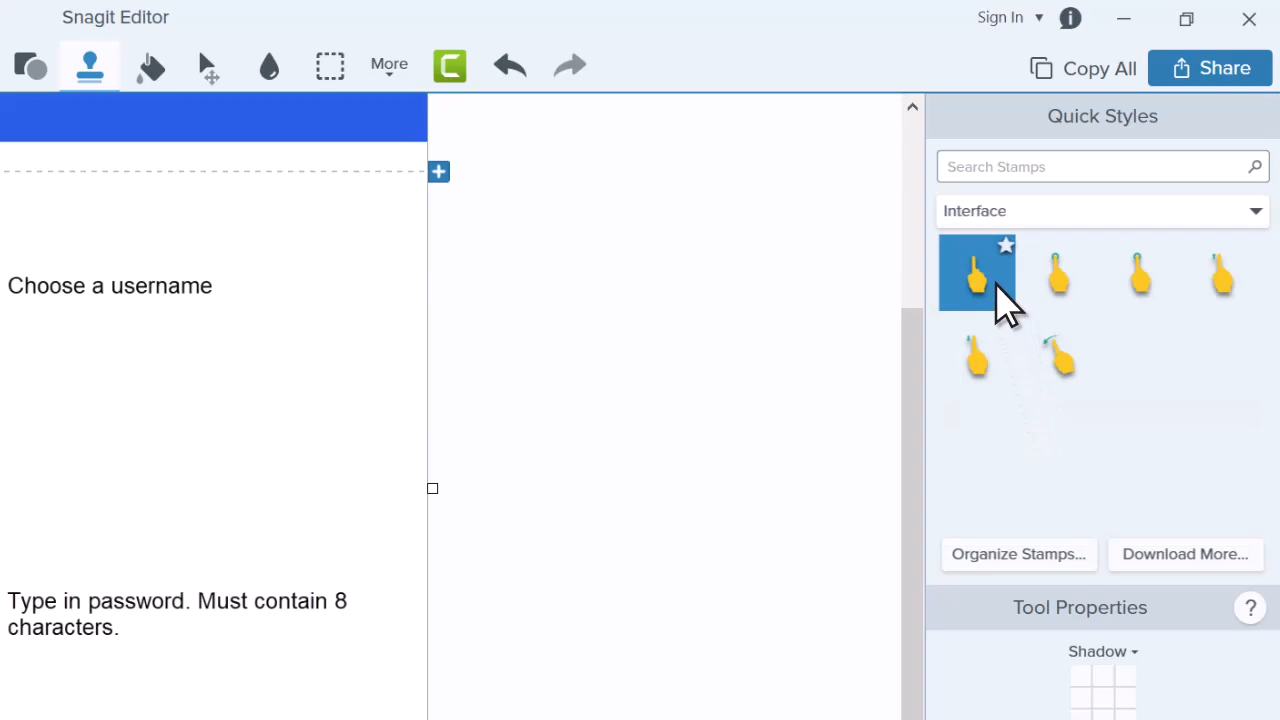 Snagit Editor
Sign In
More
Copy All
Share
Quick Styles
Search Stamps
Interface
Choose a username
Organize Stamps...
Download More...
Type in password. Must contain 8
characters.
Tool Properties
?
Shadow